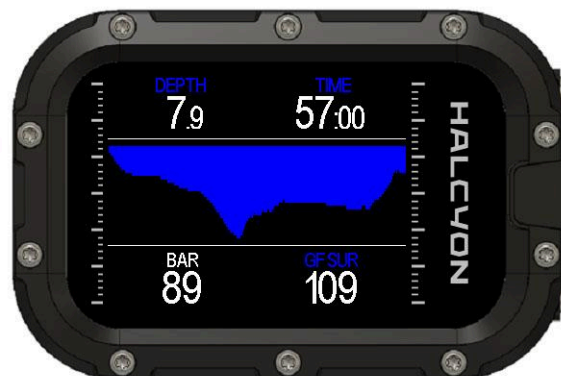 DEPTH TIME
7.9 57:00
HALCYON
BAR GF SUR
89 109